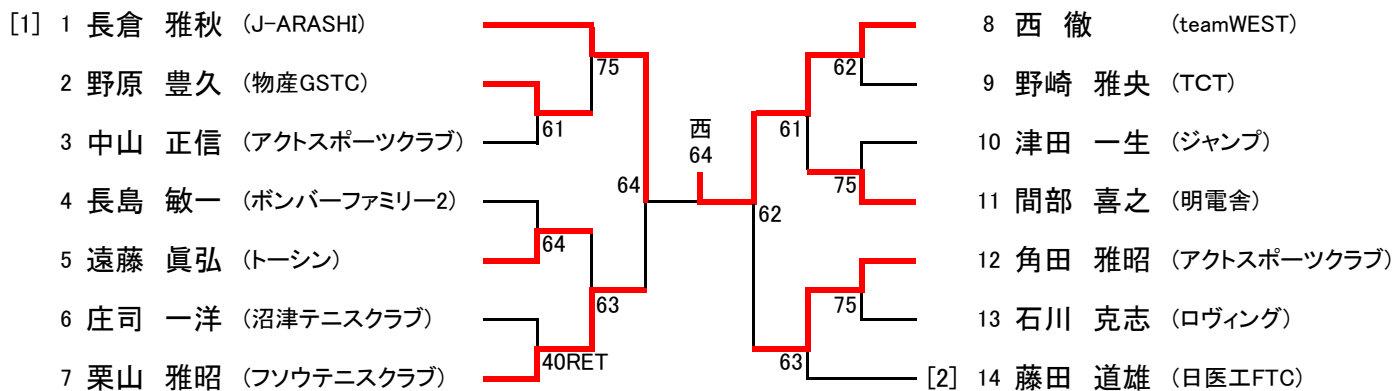 [1] 1 長倉 雅秋 (J-ARASHI)
2 野原 豊久 (物産GSTC)
3 中山 正信 (アクトスポーツクラブ)
4 長島 敏一 (ボンバーファミリー2)
5 遠藤 眞弘 (トーシン)
6 庄司 一洋 (沼津テニスクラブ)
7 栗山 雅昭 (フソウテニスクラブ)
75
61
64
64
63
40RET
西
64
62
61
62
75
75
63
8 西 徹 (teamWEST)
9 野崎 雅央 (TCT)
10 津田 一生 (ジャンプ)
11 間部 喜之 (明電舎)
12 角田 雅昭 (アクトスポーツクラブ)
13 石川 克志 (ロヴィング)
[2] 14 藤田 道雄 (日医工FTC)